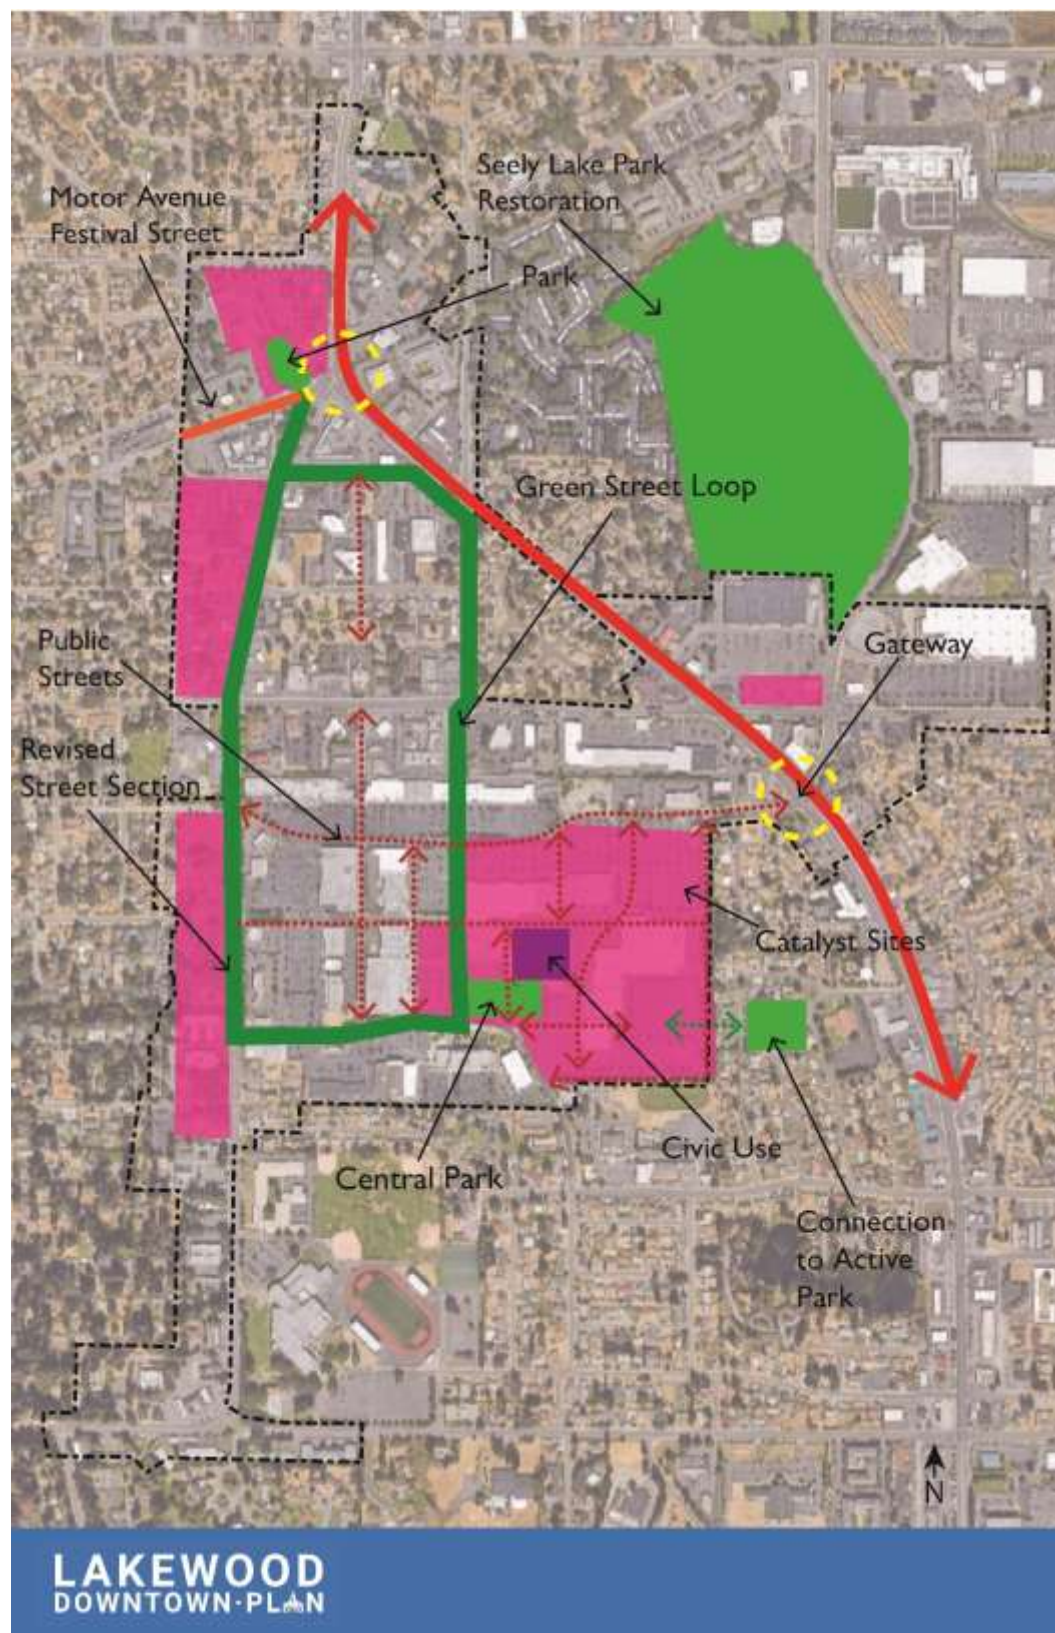 Seely Lake Park
Restoration
Motor Avenue
Festival Street
Park
Green Street Loop
Public
Streets
Gateway
Revised
Street Section
Catalyst Sites
Civic Use
Central Park
Connection
to Active
Park
N
LAKEWOOD
DOWNTOWN·PLAN